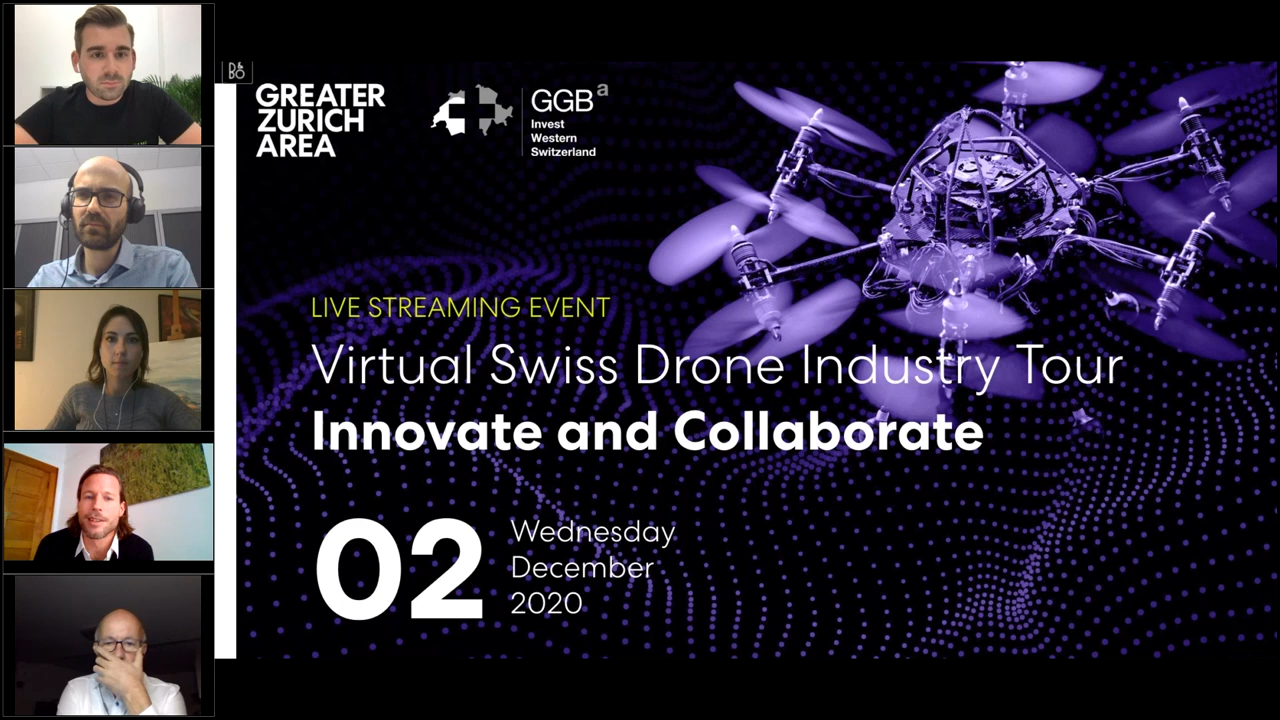 D&
BO
GREATER
ZURICH
AREA
GGBa
Invest
Western
Switzerland
LIVE STREAMING EVENT
Virtual Swiss Drone Industry Tour
Innovate and Collaborate
02
Wednesday
December
2020